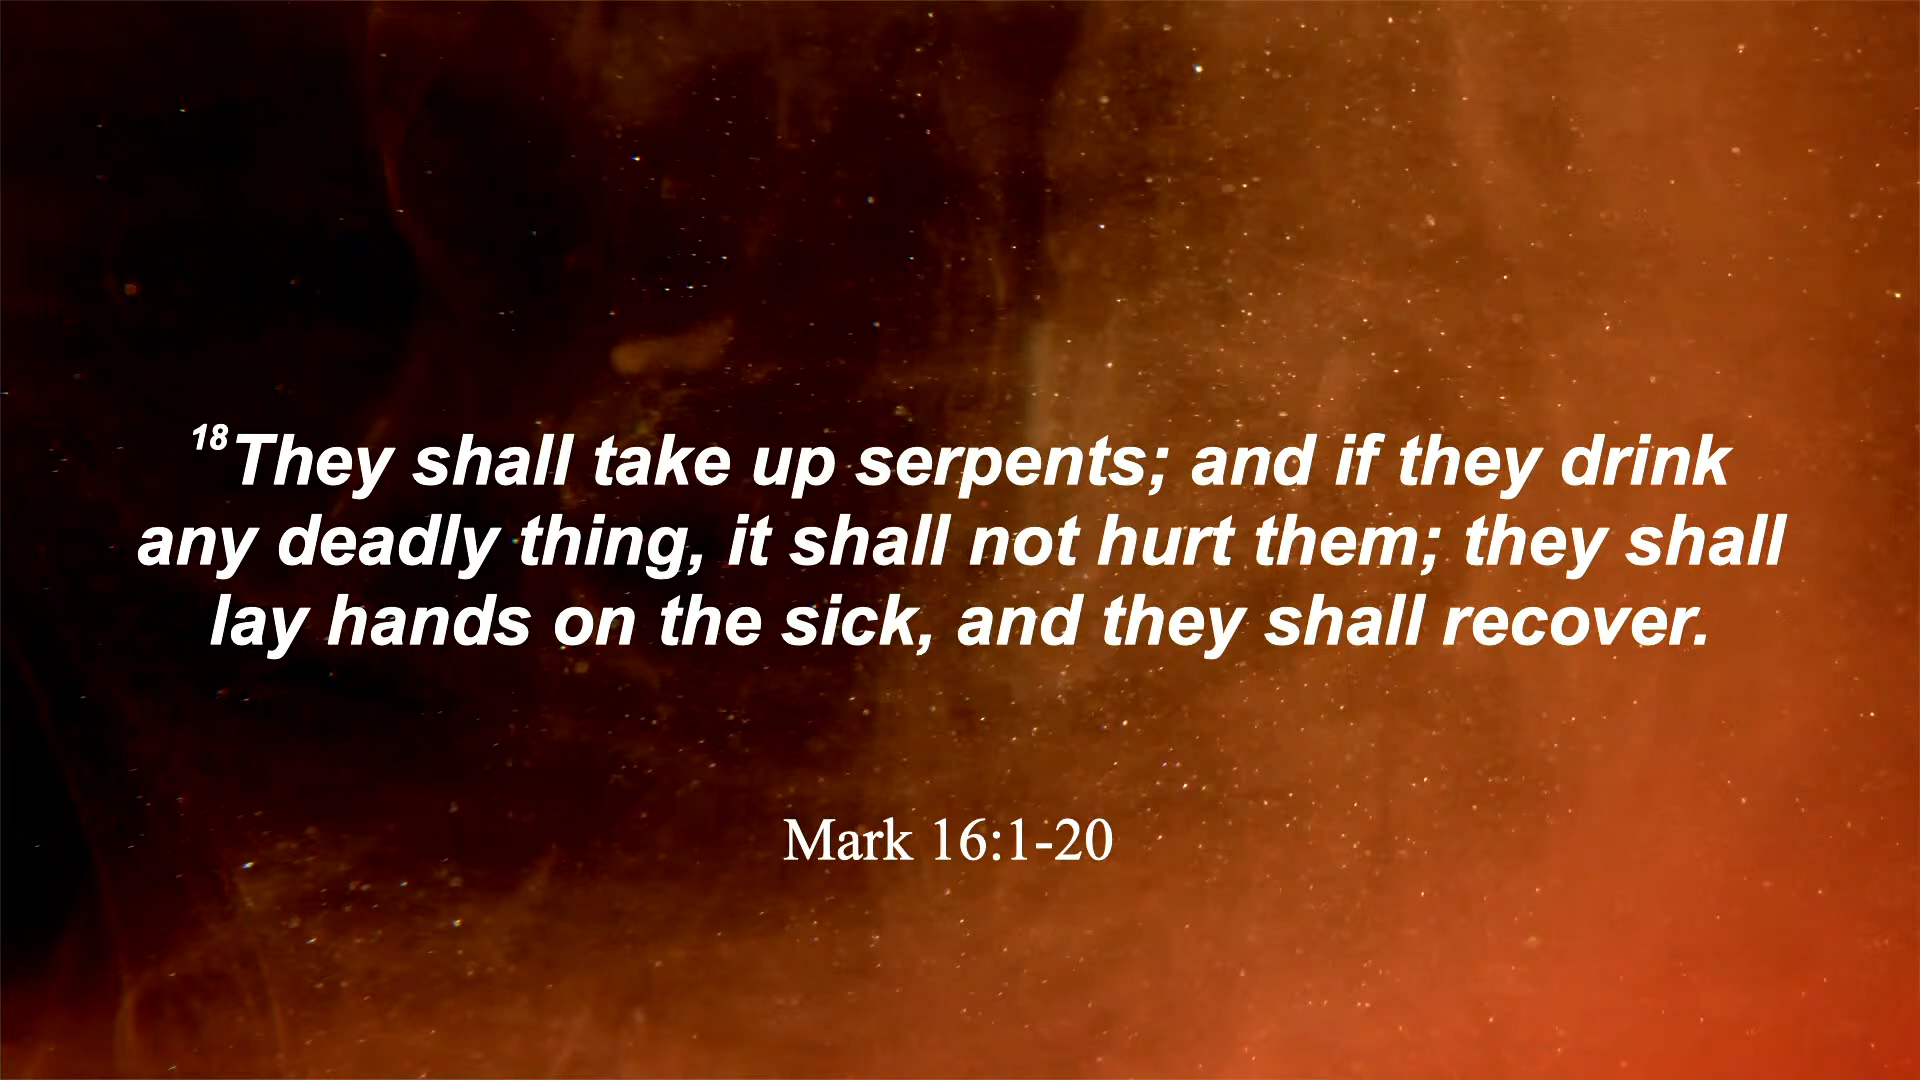 18They shall take up serpents; and if they drink
any deadly thing, it shall not hurt them; they shall
lay hands on the sick, and they shall recover.
Mark 16:1-20